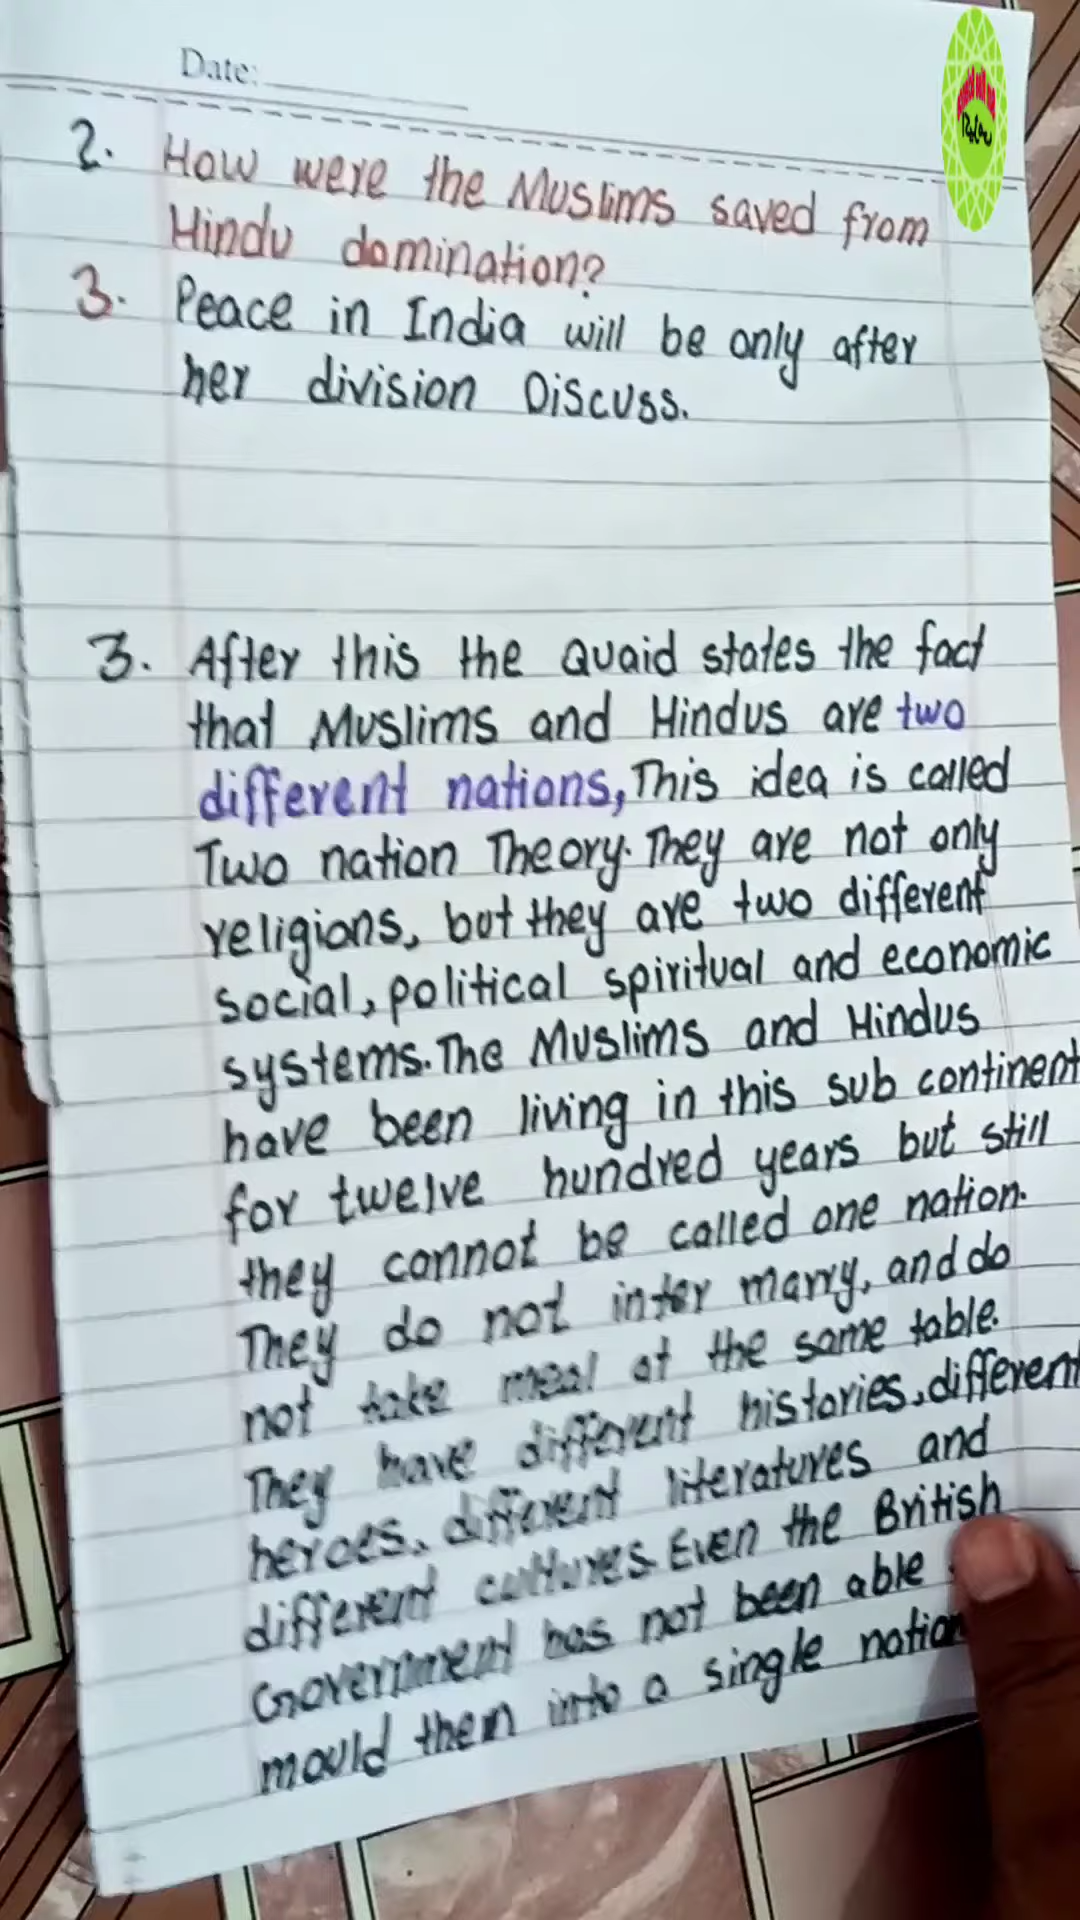 Date:
2. How were the Muslims saved from
Hindu domination?
3. Peace in India will be only after
her division Discuss.
3. After this the Quaid states the fact
that Muslims and Hindus are two
different nations, This idea is called
Two nation Theory. They are not only
religions, but they are two different
social, political spiritual and economic
systems. The Muslims and Hindus
have been living in this sub continent
for twelve hundred years but still
they cannot be called one nation.
They do not inter marry, and do
not take meal at the same table.
They have different histories, different
heroes, different literatures and
different cultures. Even the British
Government has not been able
mould them into a single nation